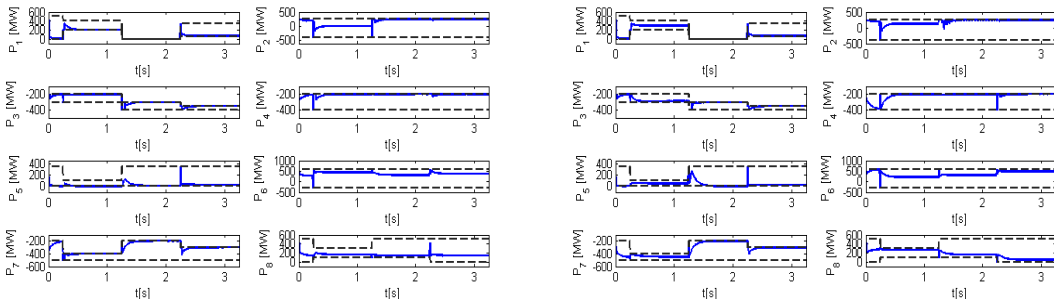 P1 [MW]
600
400
200
0
0 1 2 3
t[s]
P2 [MW]
500
0
-500
0 1 2 3
t[s]
P1 [MW]
600
400
200
0
0 1 2 3
t[s]
P2 [MW]
500
0
-500
0 1 2 3
t[s]
P3 [MW]
-200
-400
0 1 2 3
t[s]
P4 [MW]
-200
-400
0 1 2 3
t[s]
P3 [MW]
-200
-400
0 1 2 3
t[s]
P4 [MW]
-200
-400
0 1 2 3
t[s]
P5 [MW]
400
200
0
0 1 2 3
t[s]
P6 [MW]
1000
500
0
-500
0 1 2 3
t[s]
P5 [MW]
400
200
0
0 1 2 3
t[s]
P6 [MW]
1000
500
0
-500
0 1 2 3
t[s]
P7 [MW]
-200
-400
-600
0 1 2 3
t[s]
P8 [MW]
600
400
200
0
0 1 2 3
t[s]
P7 [MW]
-200
-400
-600
0 1 2 3
t[s]
P8 [MW]
600
400
200
0
0 1 2 3
t[s]